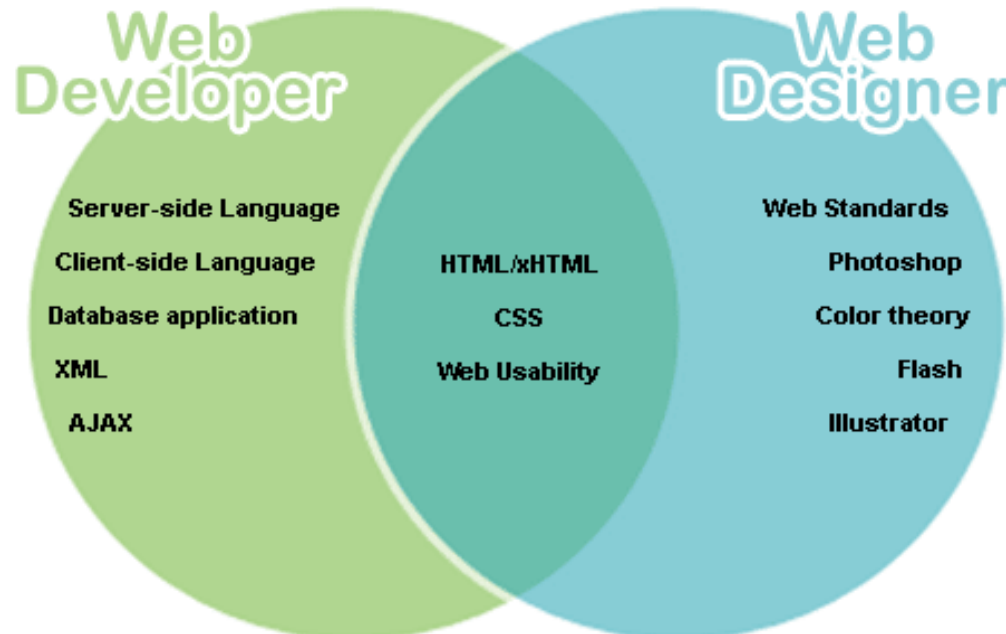 Web
Developer
Web
Designer
Server-side Language
Client-side Language
Database application
XML
AJAX
HTML/xHTML
CSS
Web Usability
Web Standards
Photoshop
Color theory
Flash
Illustrator